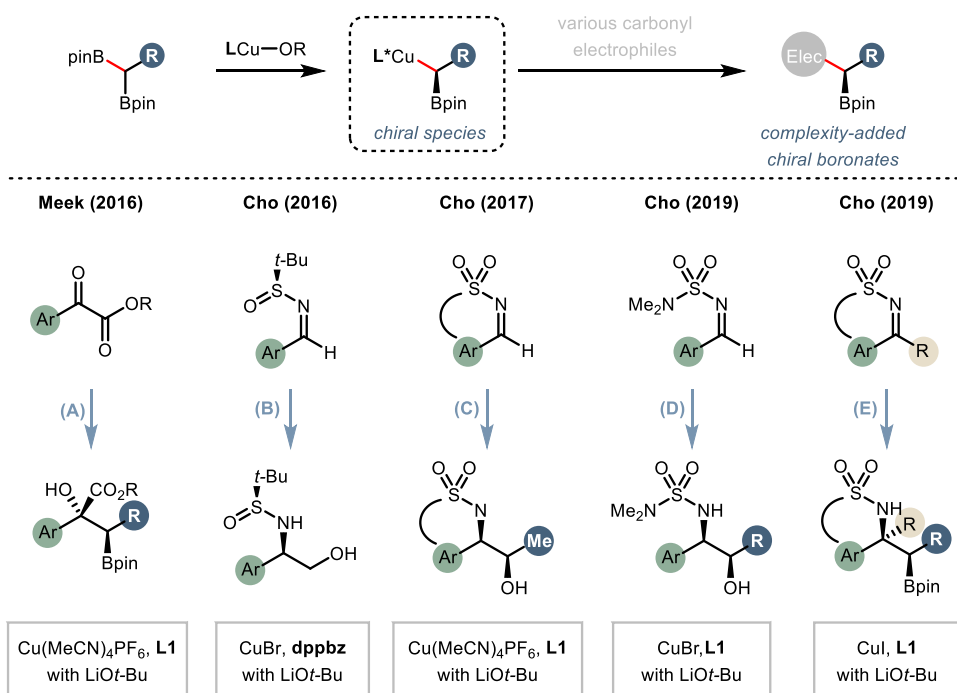 pinB
R
Bpin
LCu—OR
L*Cu
R
Bpin
chiral species
various carbonyl
electrophiles
Elec
R
Bpin
complexity-added
chiral boronates
Meek (2016)
Cho (2016)
Cho (2017)
Cho (2019)
Cho (2019)
O
Ar
OR
O
t-Bu
S
O
N
Ar
H
O O
S
N
Ar
H
O O
S
Me2N
N
Ar
H
O O
S
N
Ar
R
(A)
(B)
(C)
(D)
(E)
HO
CO2R
Ar
R
Bpin
t-Bu
S
O
NH
Ar
OH
O O
S
N
Ar
Me
OH
O O
S
Me2N
NH
Ar
R
OH
O O
S
NH
R
Ar
R
Bpin
Cu(MeCN)4PF6, L1
with LiOt-Bu
CuBr, dppbz
with LiOt-Bu
Cu(MeCN)4PF6, L1
with LiOt-Bu
CuBr,L1
with LiOt-Bu
CuI, L1
with LiOt-Bu